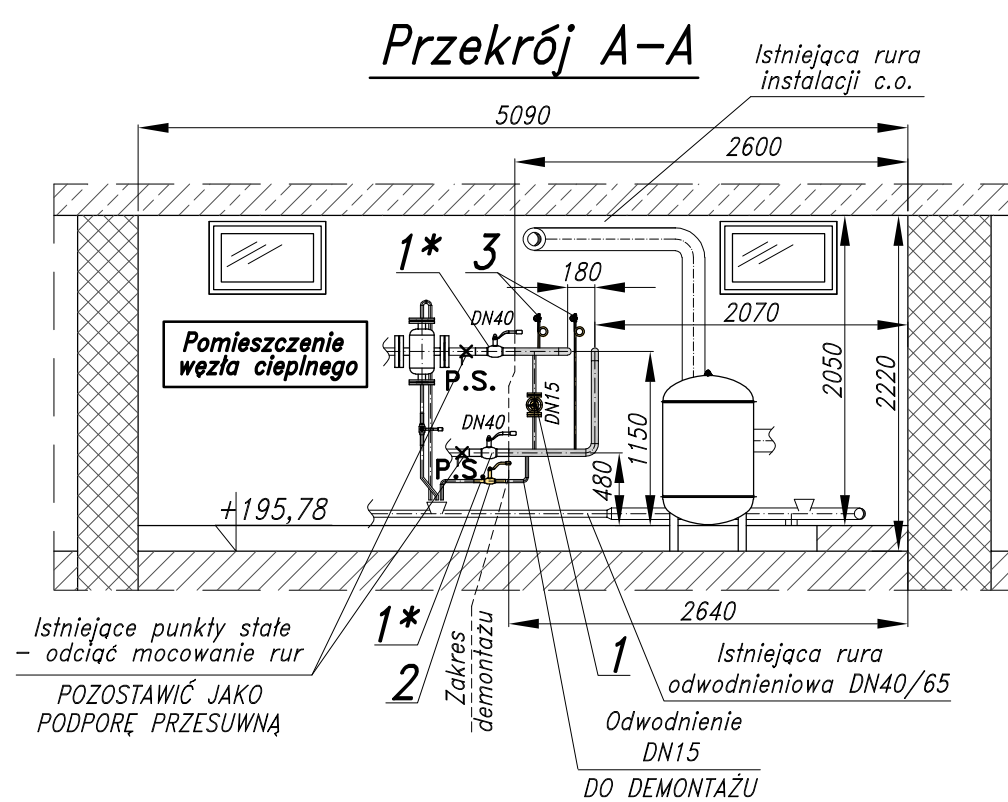 Przekrój A-A
Istniejąca rura
instalacji c.o.
5090
2600
1*
3
180
DN40
2070
Pomieszczenie
węzła cieplnego
P.S.
DN15
2050
2220
1150
DN40
P.S.
480
+195,78
2640
Istniejące punkty stałe
- odciąć mocowanie rur
POZOSTAWIĆ JAKO
PODPORĘ PRZESUWNĄ
1*
2
Zakres
demontażu
1
Istniejąca rura
odwodnieniowa DN40/65
Odwodnienie
DN15
DO DEMONTAŻU